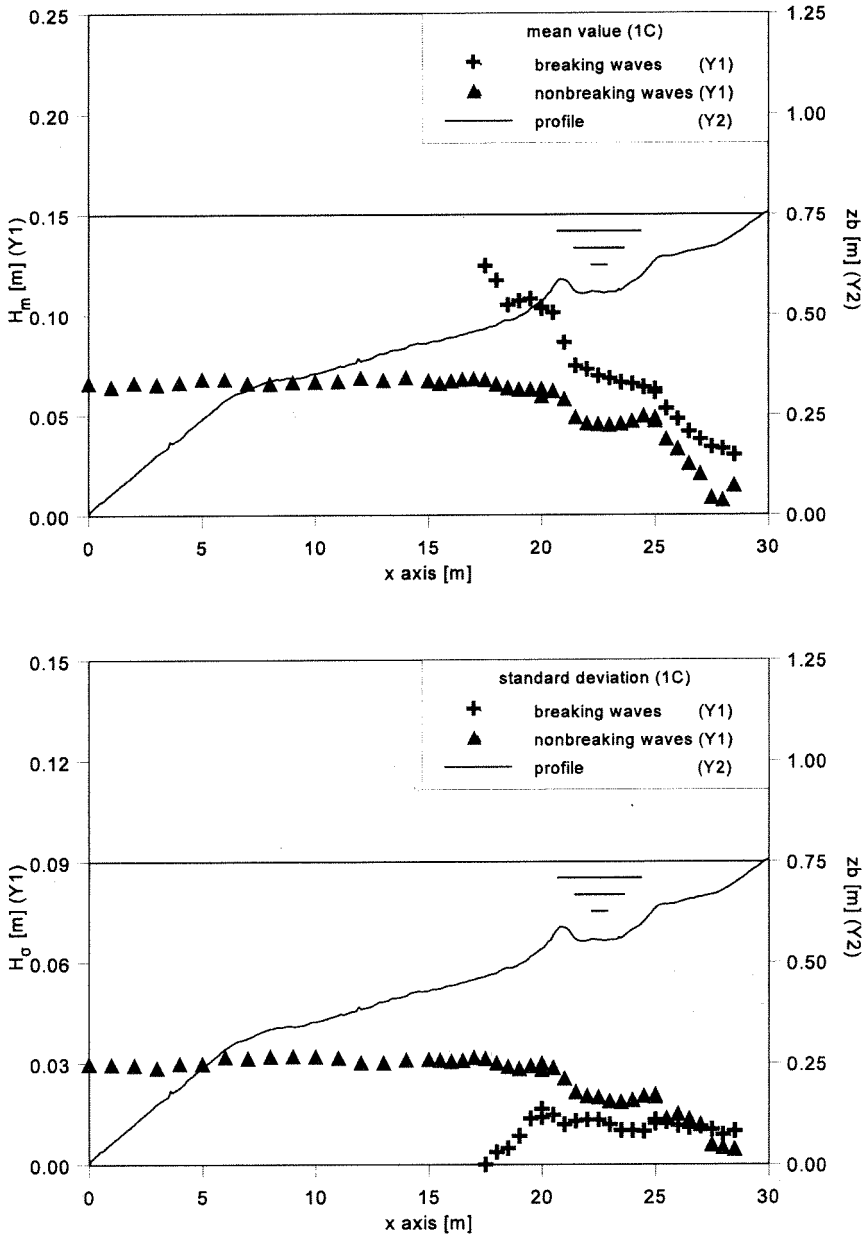 0.25
0.20
0.15
0.10
0.05
0.00
H_m [m] (Y1)
mean value (1C)
breaking waves (Y1)
nonbreaking waves (Y1)
profile (Y2)
1.25
1.00
0.75
0.50
0.25
0.00
zb [m] (Y2)
0 5 10 15 20 25 30
x axis [m]
0.15
0.12
0.09
0.06
0.03
0.00
H_σ [m] (Y1)
standard deviation (1C)
breaking waves (Y1)
nonbreaking waves (Y1)
profile (Y2)
1.25
1.00
0.75
0.50
0.25
0.00
zb [m] (Y2)
0 5 10 15 20 25 30
x axis [m]